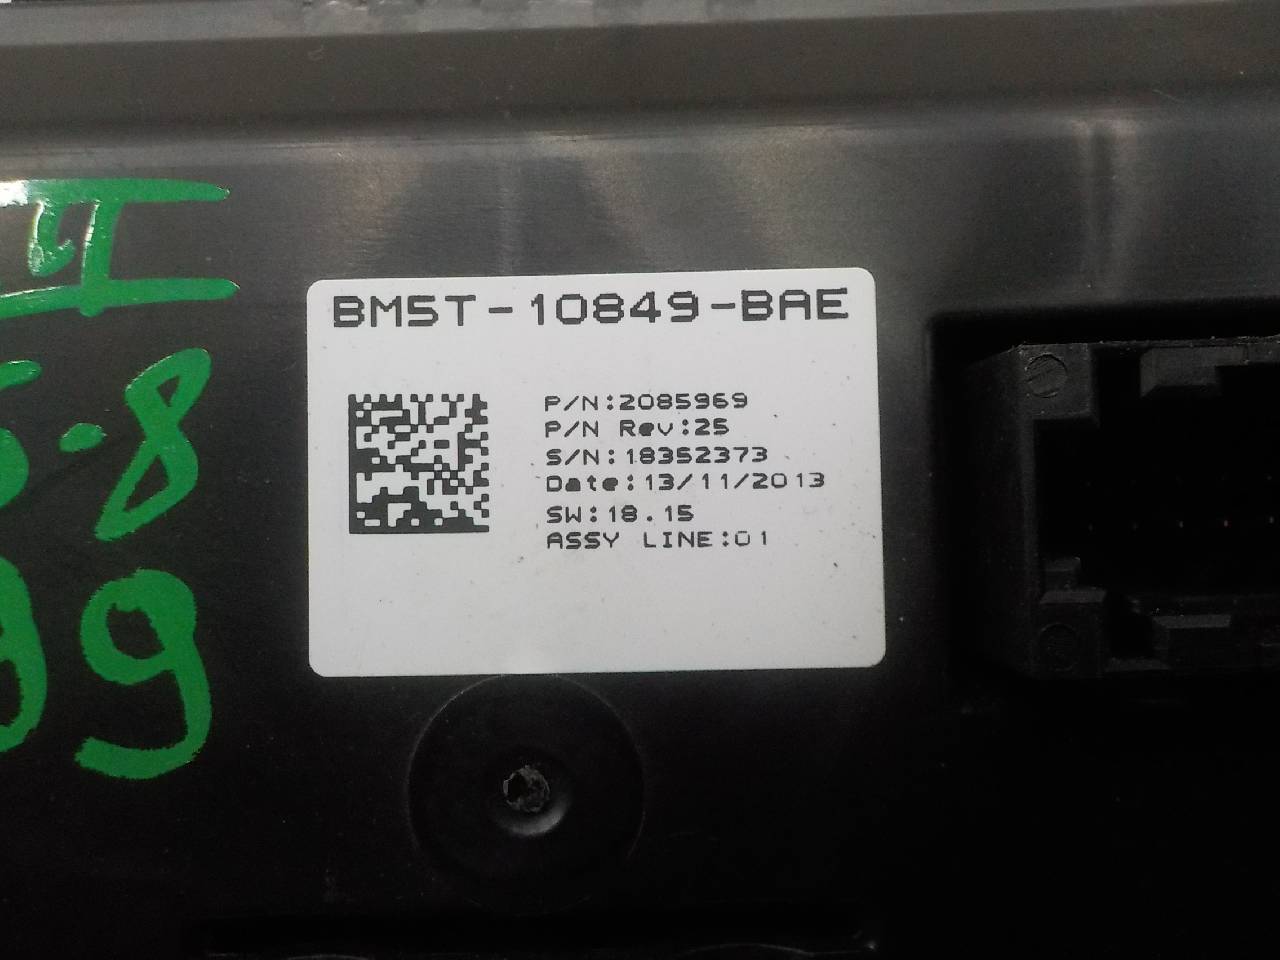 BM5T-10849-BAE
P/N:2085969
P/N Rev:25
S/N:18352373
Date:13/11/2013
SW:18.15
ASSY LINE:01